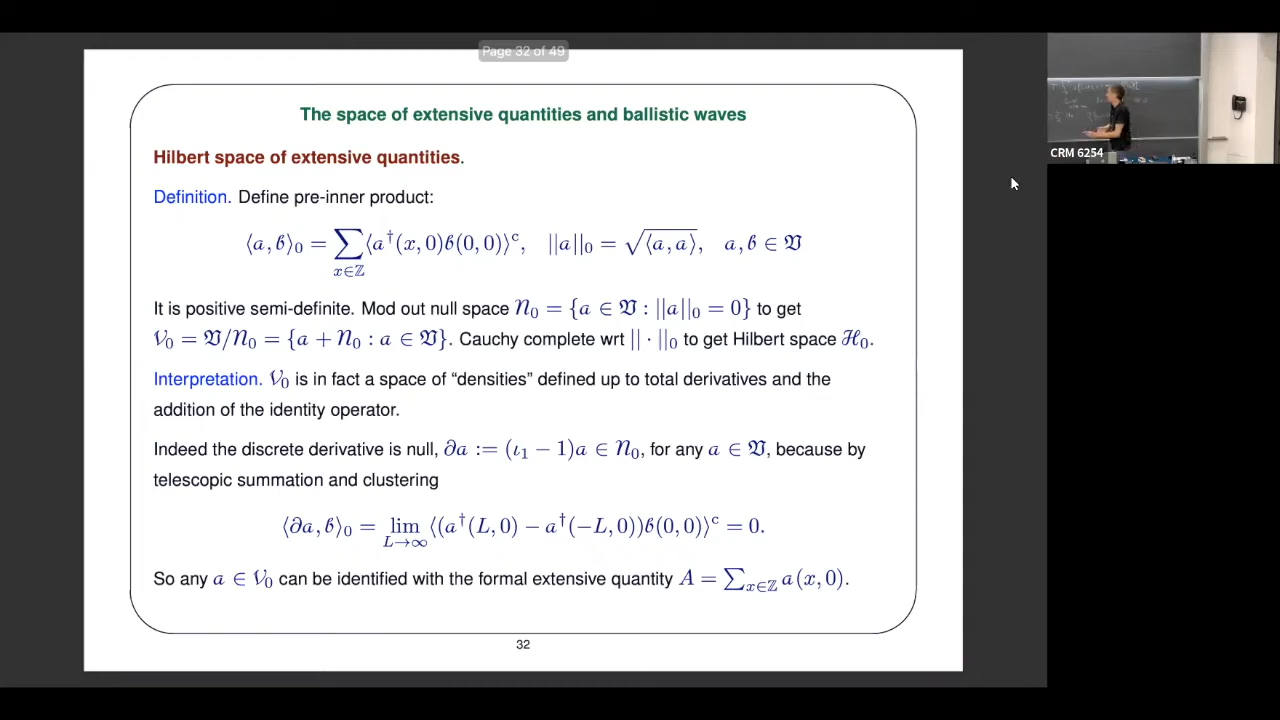 Page 32 of 49
The space of extensive quantities and ballistic waves
Hilbert space of extensive quantities.
Definition. Define pre-inner product:
⟨a, b⟩₀ = ∑_{x∈ℤ} ⟨a†(x, 0)b(0, 0)⟩ᶜ, ||a||₀ = √⟨a, a⟩, a, b ∈ 𝔙
It is positive semi-definite. Mod out null space N₀ = {a ∈ 𝔙 : ||a||₀ = 0} to get
V₀ = 𝔙/N₀ = {a + N₀ : a ∈ 𝔙}. Cauchy complete wrt || · ||₀ to get Hilbert space H₀.
Interpretation. V₀ is in fact a space of “densities” defined up to total derivatives and the
addition of the identity operator.
Indeed the discrete derivative is null, ∂a := (ι₁ − 1)a ∈ N₀, for any a ∈ 𝔙, because by
telescopic summation and clustering
⟨∂a, b⟩₀ = lim_{L→∞} ⟨(a†(L, 0) − a†(−L, 0))b(0, 0)⟩ᶜ = 0.
So any a ∈ V₀ can be identified with the formal extensive quantity A = ∑_{x∈ℤ} a(x, 0).
32
CRM 6254